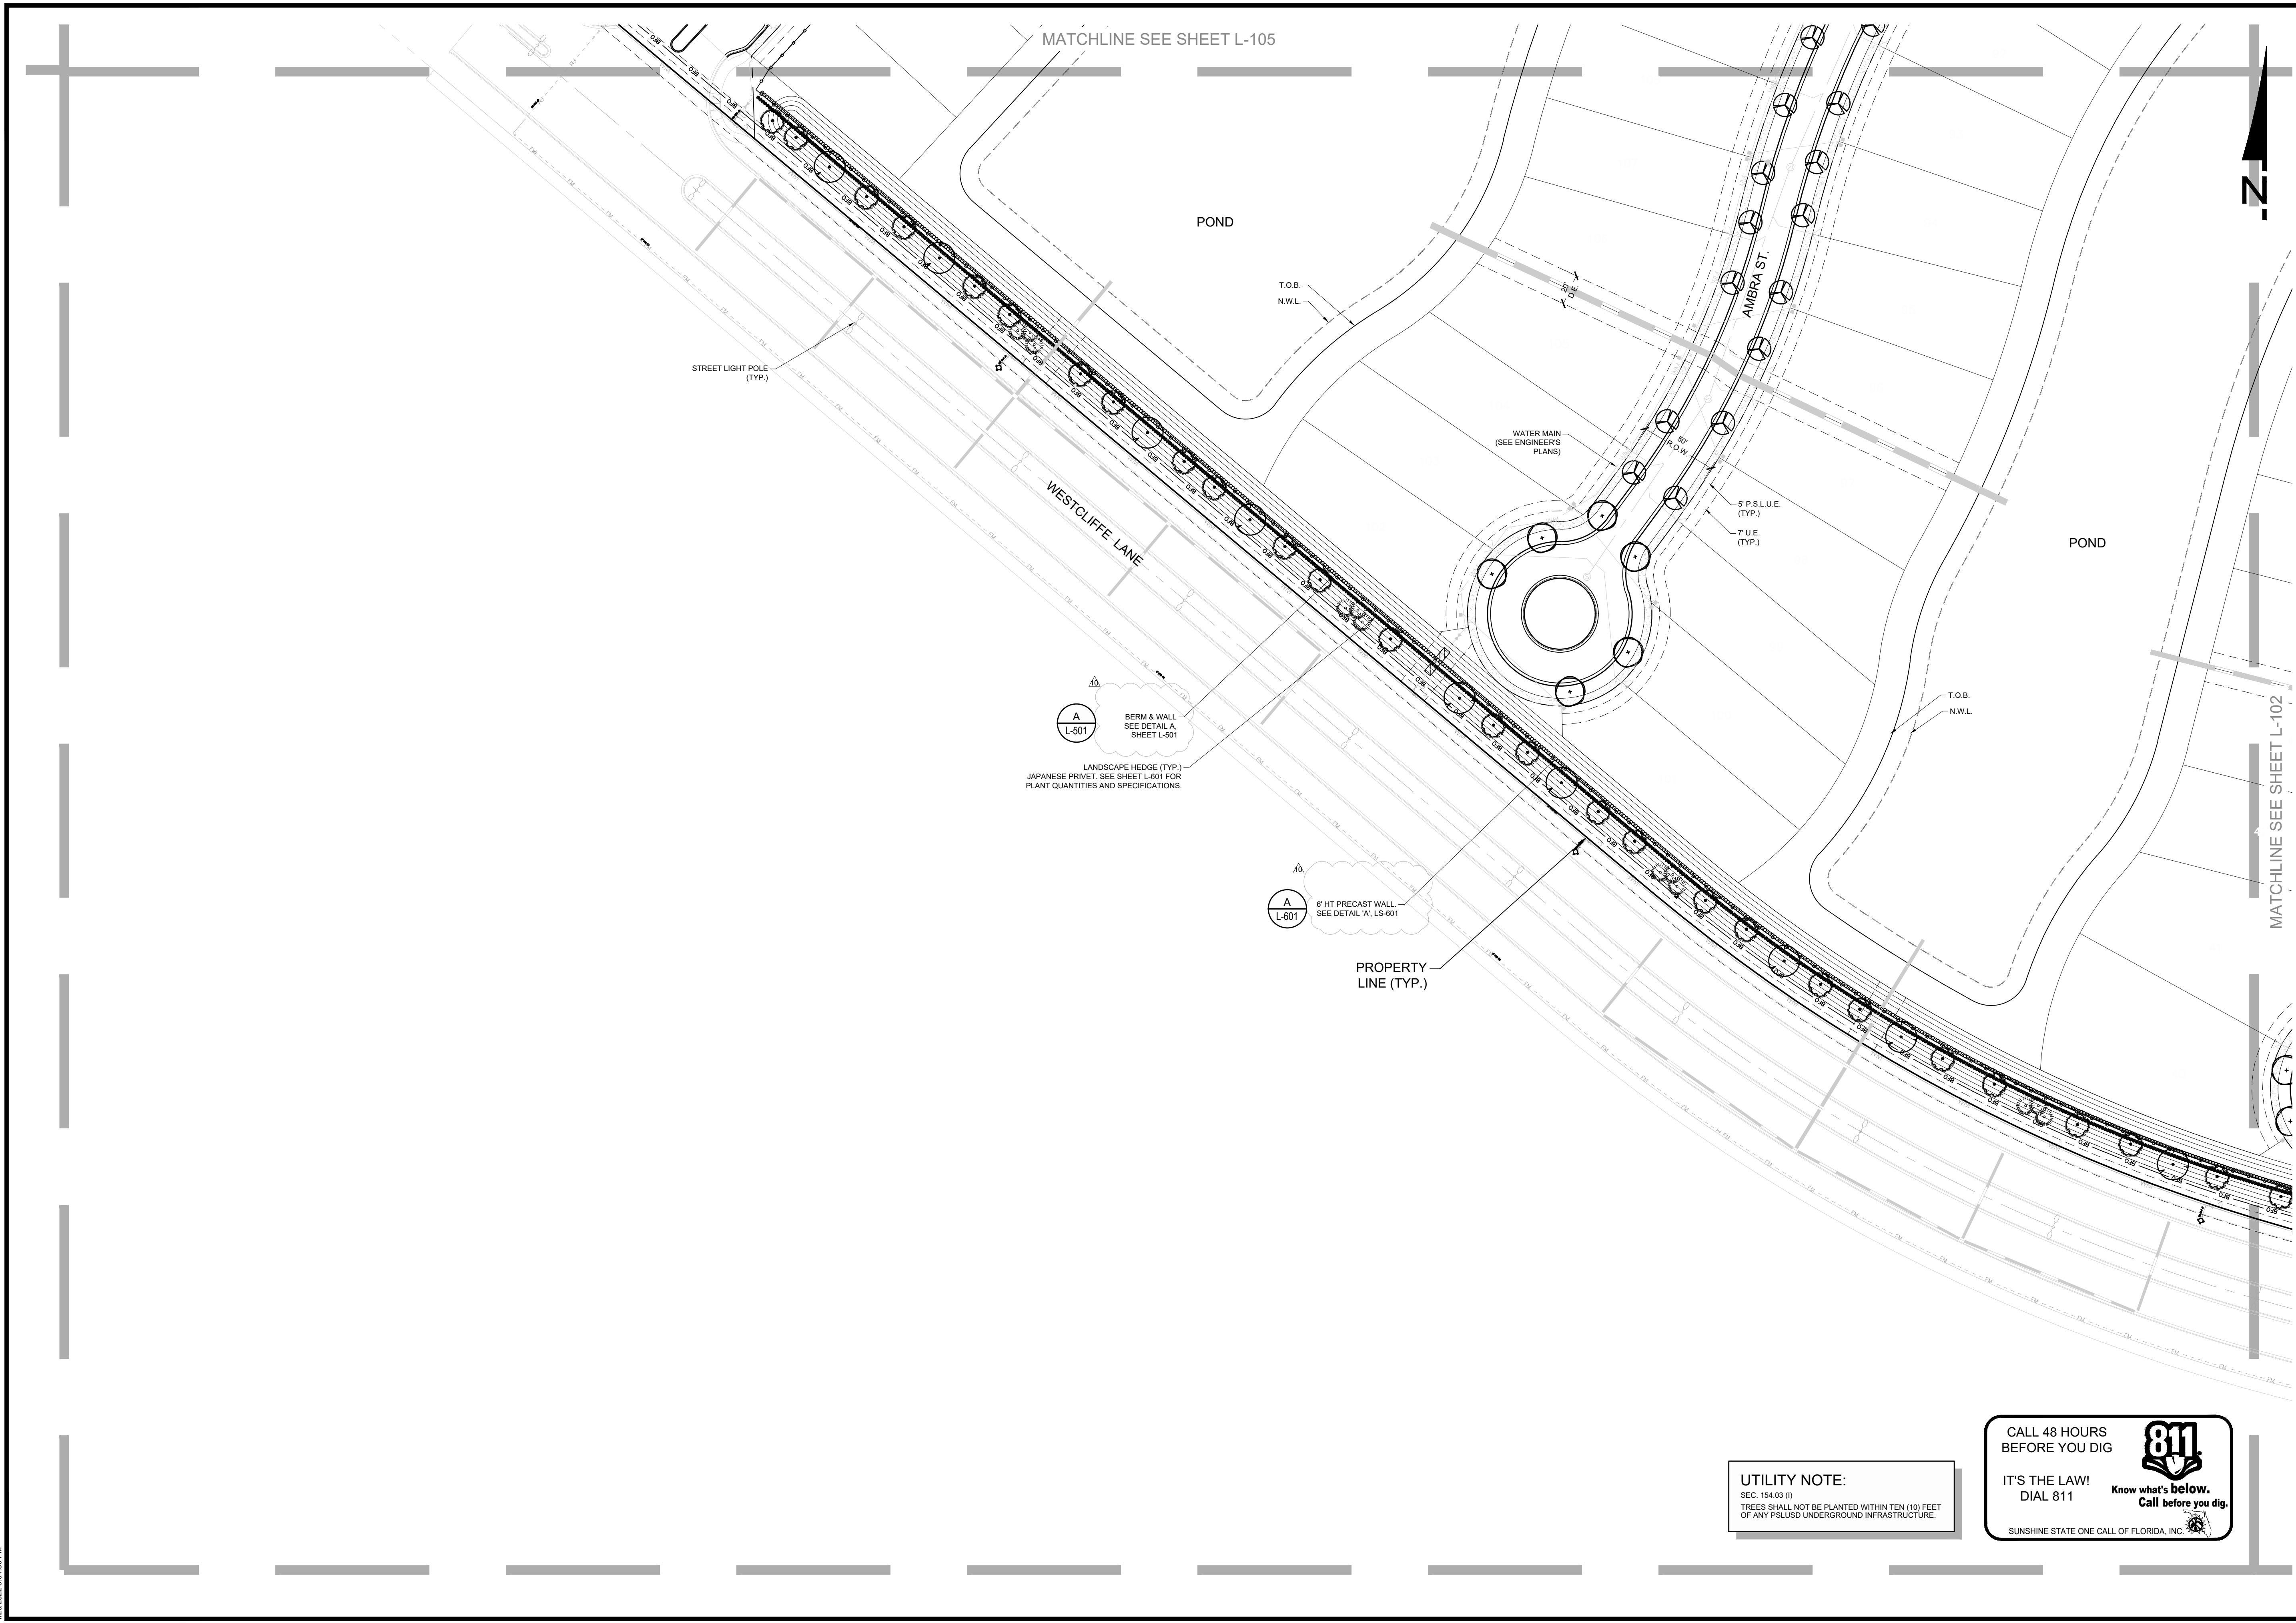 MATCHLINE SEE SHEET L-105
N
POND
T.O.B.
N.W.L.
20'
D.E.
AMBRA ST.
STREET LIGHT POLE
(TYP.)
WATER MAIN
(SEE ENGINEER'S
PLANS)
50'
R.O.W.
5' P.S.L.U.E.
(TYP.)
7' U.E.
(TYP.)
WESTCLIFFE LANE
POND
10
A
L-501
BERM & WALL
SEE DETAIL A,
SHEET L-501
LANDSCAPE HEDGE (TYP.)
JAPANESE PRIVET. SEE SHEET L-601 FOR
PLANT QUANTITIES AND SPECIFICATIONS.
T.O.B.
N.W.L.
MATCHLINE SEE SHEET L-102
10
A
L-601
6' HT PRECAST WALL.
SEE DETAIL 'A', LS-601
PROPERTY
LINE (TYP.)
UTILITY NOTE:
SEC. 154.03 (I)
TREES SHALL NOT BE PLANTED WITHIN TEN (10) FEET
OF ANY PSLUSD UNDERGROUND INFRASTRUCTURE.
CALL 48 HOURS
BEFORE YOU DIG
IT'S THE LAW!
DIAL 811
811
Know what's below.
Call before you dig.
SUNSHINE STATE ONE CALL OF FLORIDA, INC.